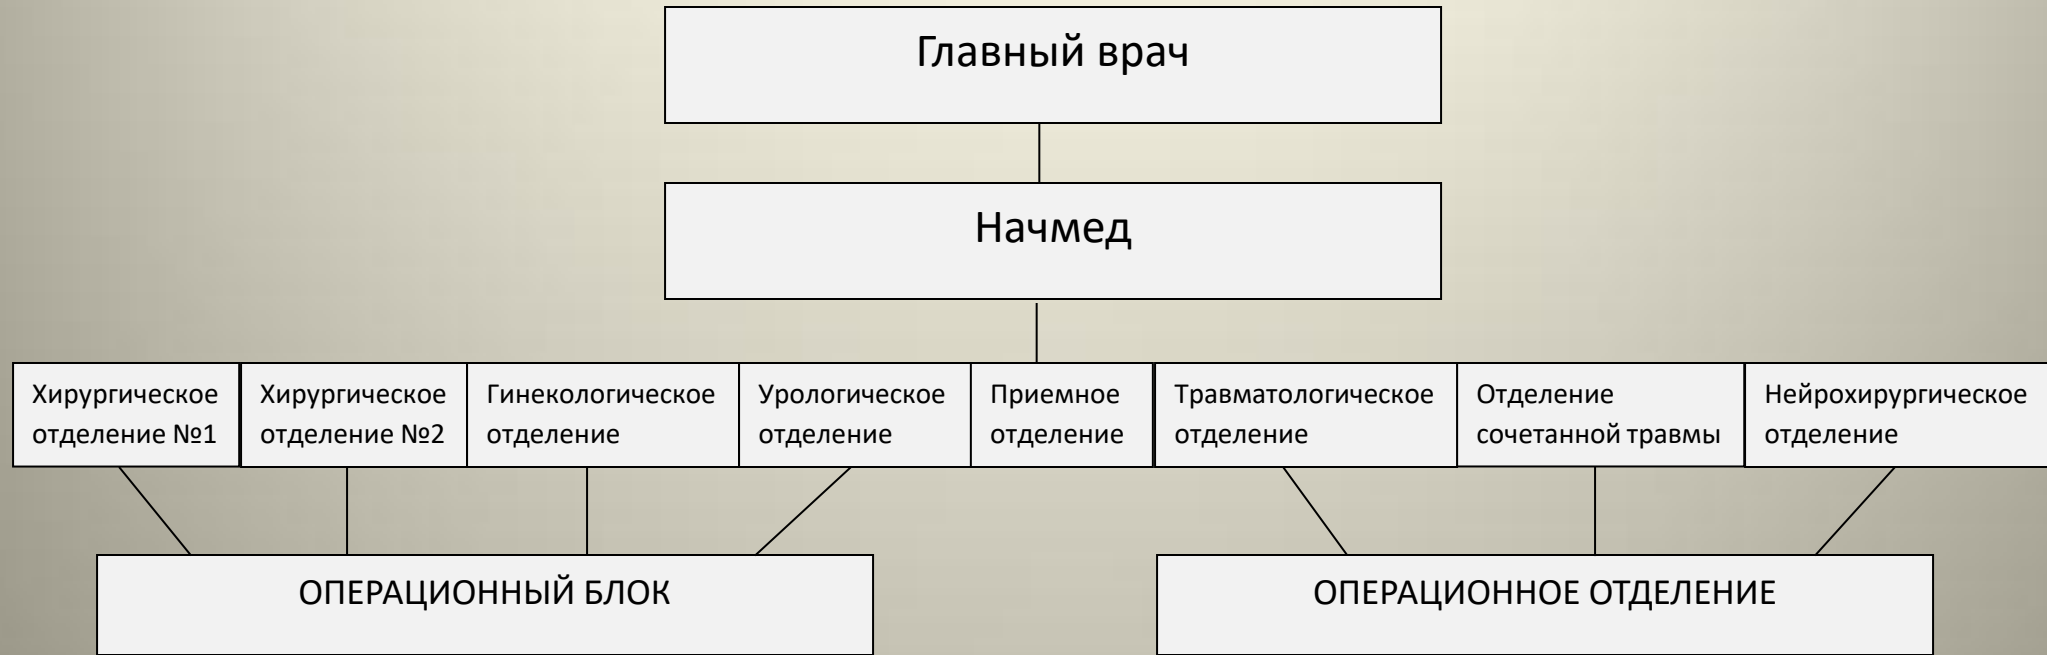 Главный врач
Начмед
Хирургическое
отделение №1
Хирургическое
отделение №2
Гинекологическое
отделение
Урологическое
отделение
Приемное
отделение
Травматологическое
отделение
Отделение
сочетанной травмы
Нейрохирургическое
отделение
ОПЕРАЦИОННЫЙ БЛОК
ОПЕРАЦИОННОЕ ОТДЕЛЕНИЕ